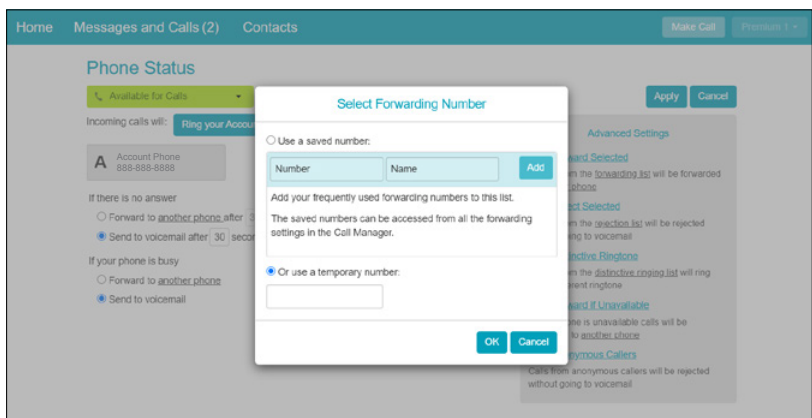 Home Messages and Calls (2) Contacts Make Call Premium 1
Phone Status
Available for Calls
Apply Cancel
Incoming calls will: Ring your Accou
A Account Phone
888-888-8888
If there is no answer
Forward to another phone after 3
Send to voicemail after 30 secon
If your phone is busy
Forward to another phone
Send to voicemail
Select Forwarding Number
Use a saved number:
Number Name Add
Add your frequently used forwarding numbers to this list.
The saved numbers can be accessed from all the forwarding
settings in the Call Manager.
Or use a temporary number:
OK Cancel
Advanced Settings
ward Selected
m the forwarding list will be forwarded
phone
ct Selected
m the rejection list will be rejected
ng to voicemail
inctive Ringtone
m the distinctive ringing list will ring
erent ringtone
ward if Unavailable
one is unavailable calls will be
to another phone
nymous Callers
Calls from anonymous callers will be rejected
without going to voicemail